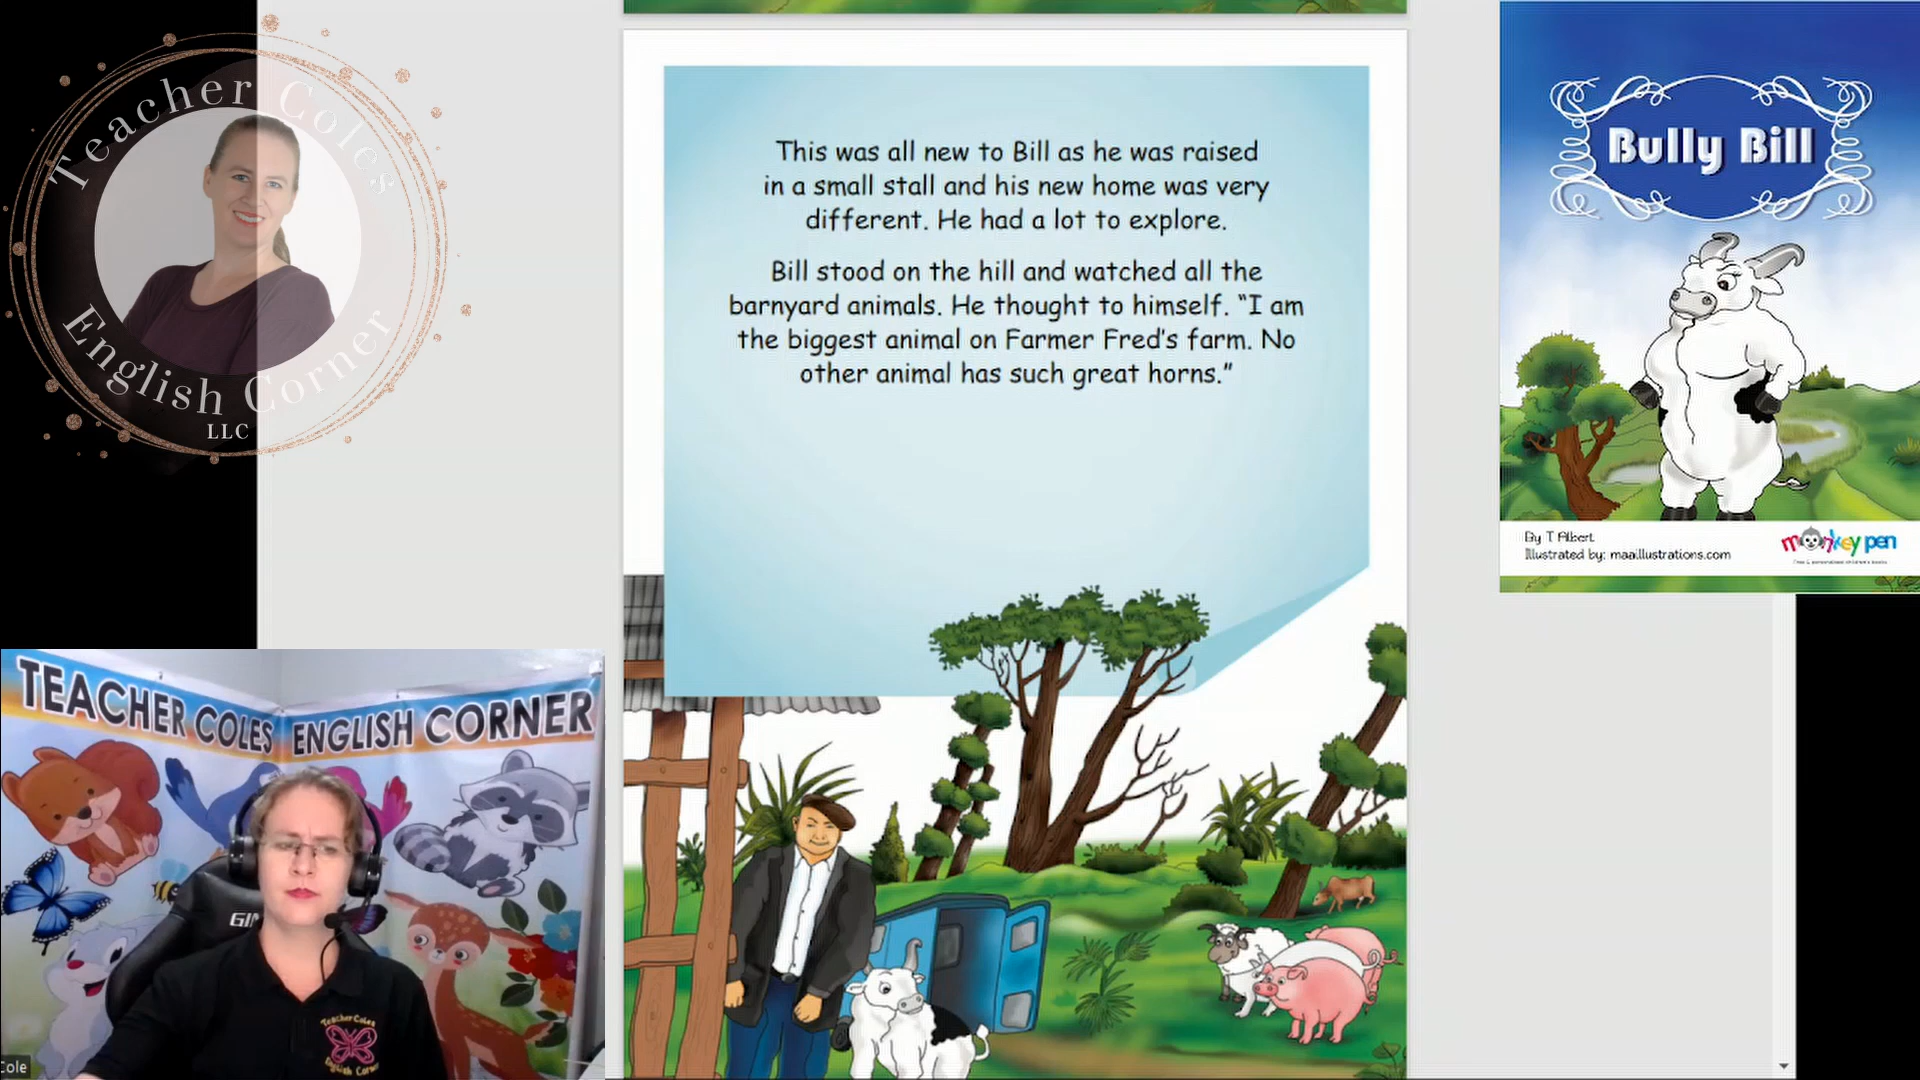 Teacher Coles
English Corner
LLC
This was all new to Bill as he was raised
in a small stall and his new home was very
different. He had a lot to explore.
Bill stood on the hill and watched all the
barnyard animals. He thought to himself. “I am
the biggest animal on Farmer Fred’s farm. No
other animal has such great horns.”
Bully Bill
By T Albert
Illustrated by: maaillustrations.com
monkey pen
TEACHER COLES ENGLISH CORNER
TeacherColes
English Corner
Cole